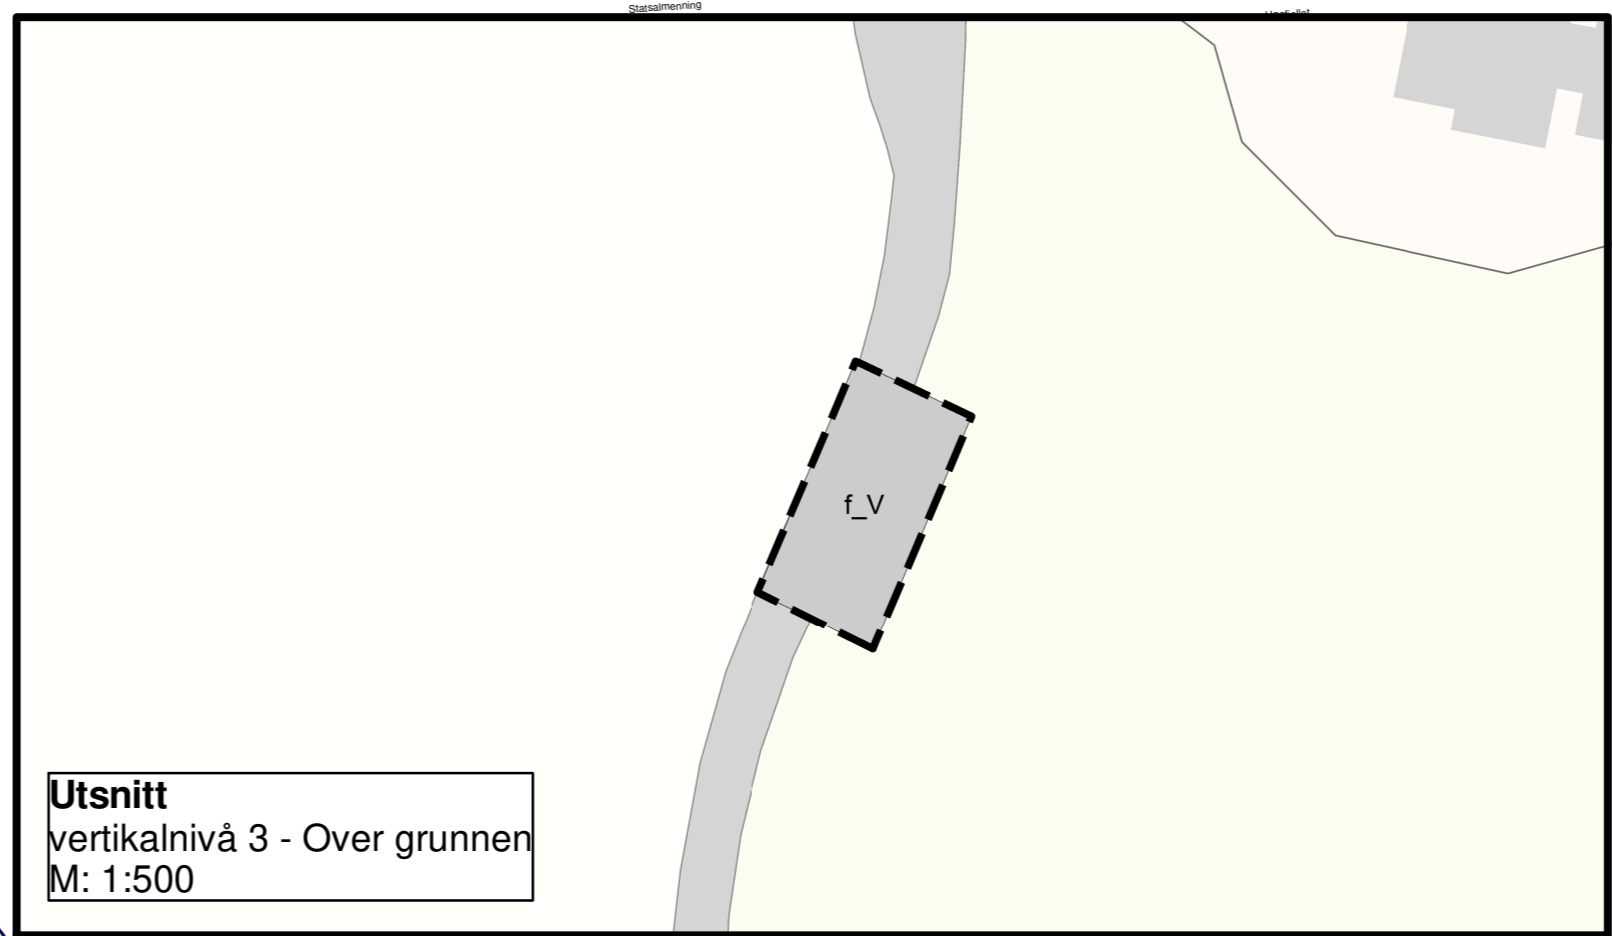 Statsalmenning
f_V
Utsnitt
vertikalnivå 3 - Over grunnen
M: 1:500